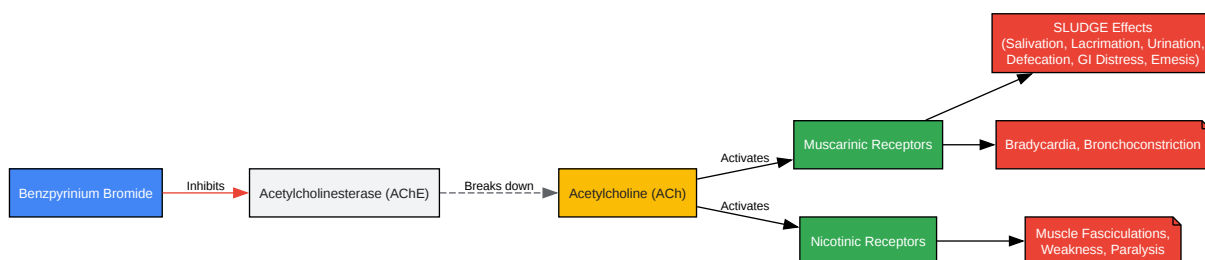 SLUDGE Effects
(Salivation, Lacrimation, Urination,
Defecation, GI Distress, Emesis)
Benzpyrinium Bromide
Inhibits
Acetylcholinesterase (AChE)
Breaks down
Acetylcholine (ACh)
Activates
Muscarinic Receptors
Bradycardia, Bronchoconstriction
Activates
Nicotinic Receptors
Muscle Fasciculations,
Weakness, Paralysis